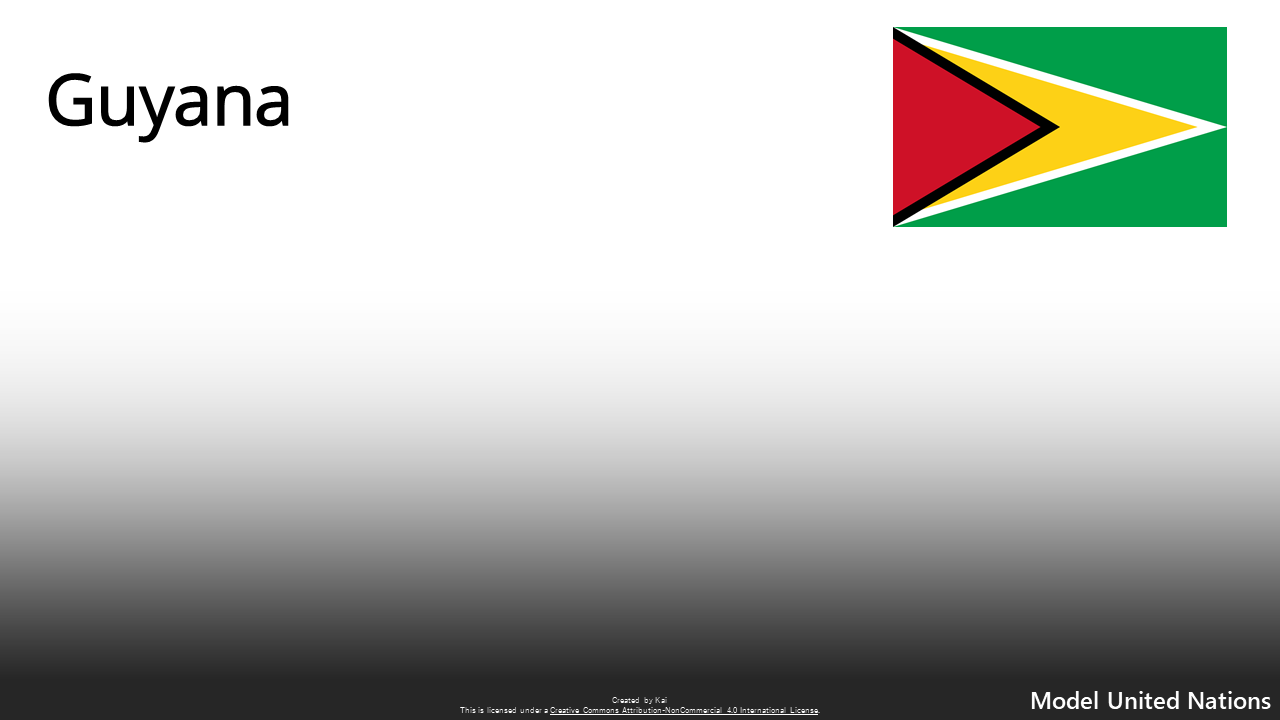 Guyana
Created by Kai
This is licensed under a Creative Commons Attribution-NonCommercial 4.0 International License.
Model United Nations